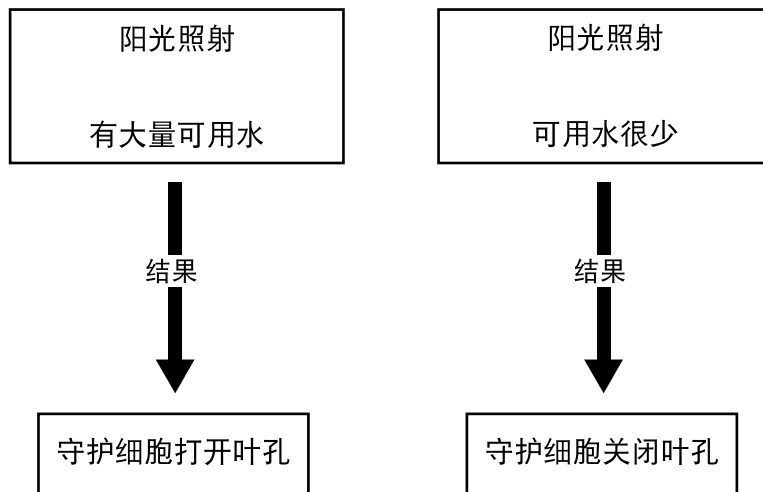 阳光照射
有大量可用水
结果
守护细胞打开叶孔
阳光照射
可用水很少
结果
守护细胞关闭叶孔